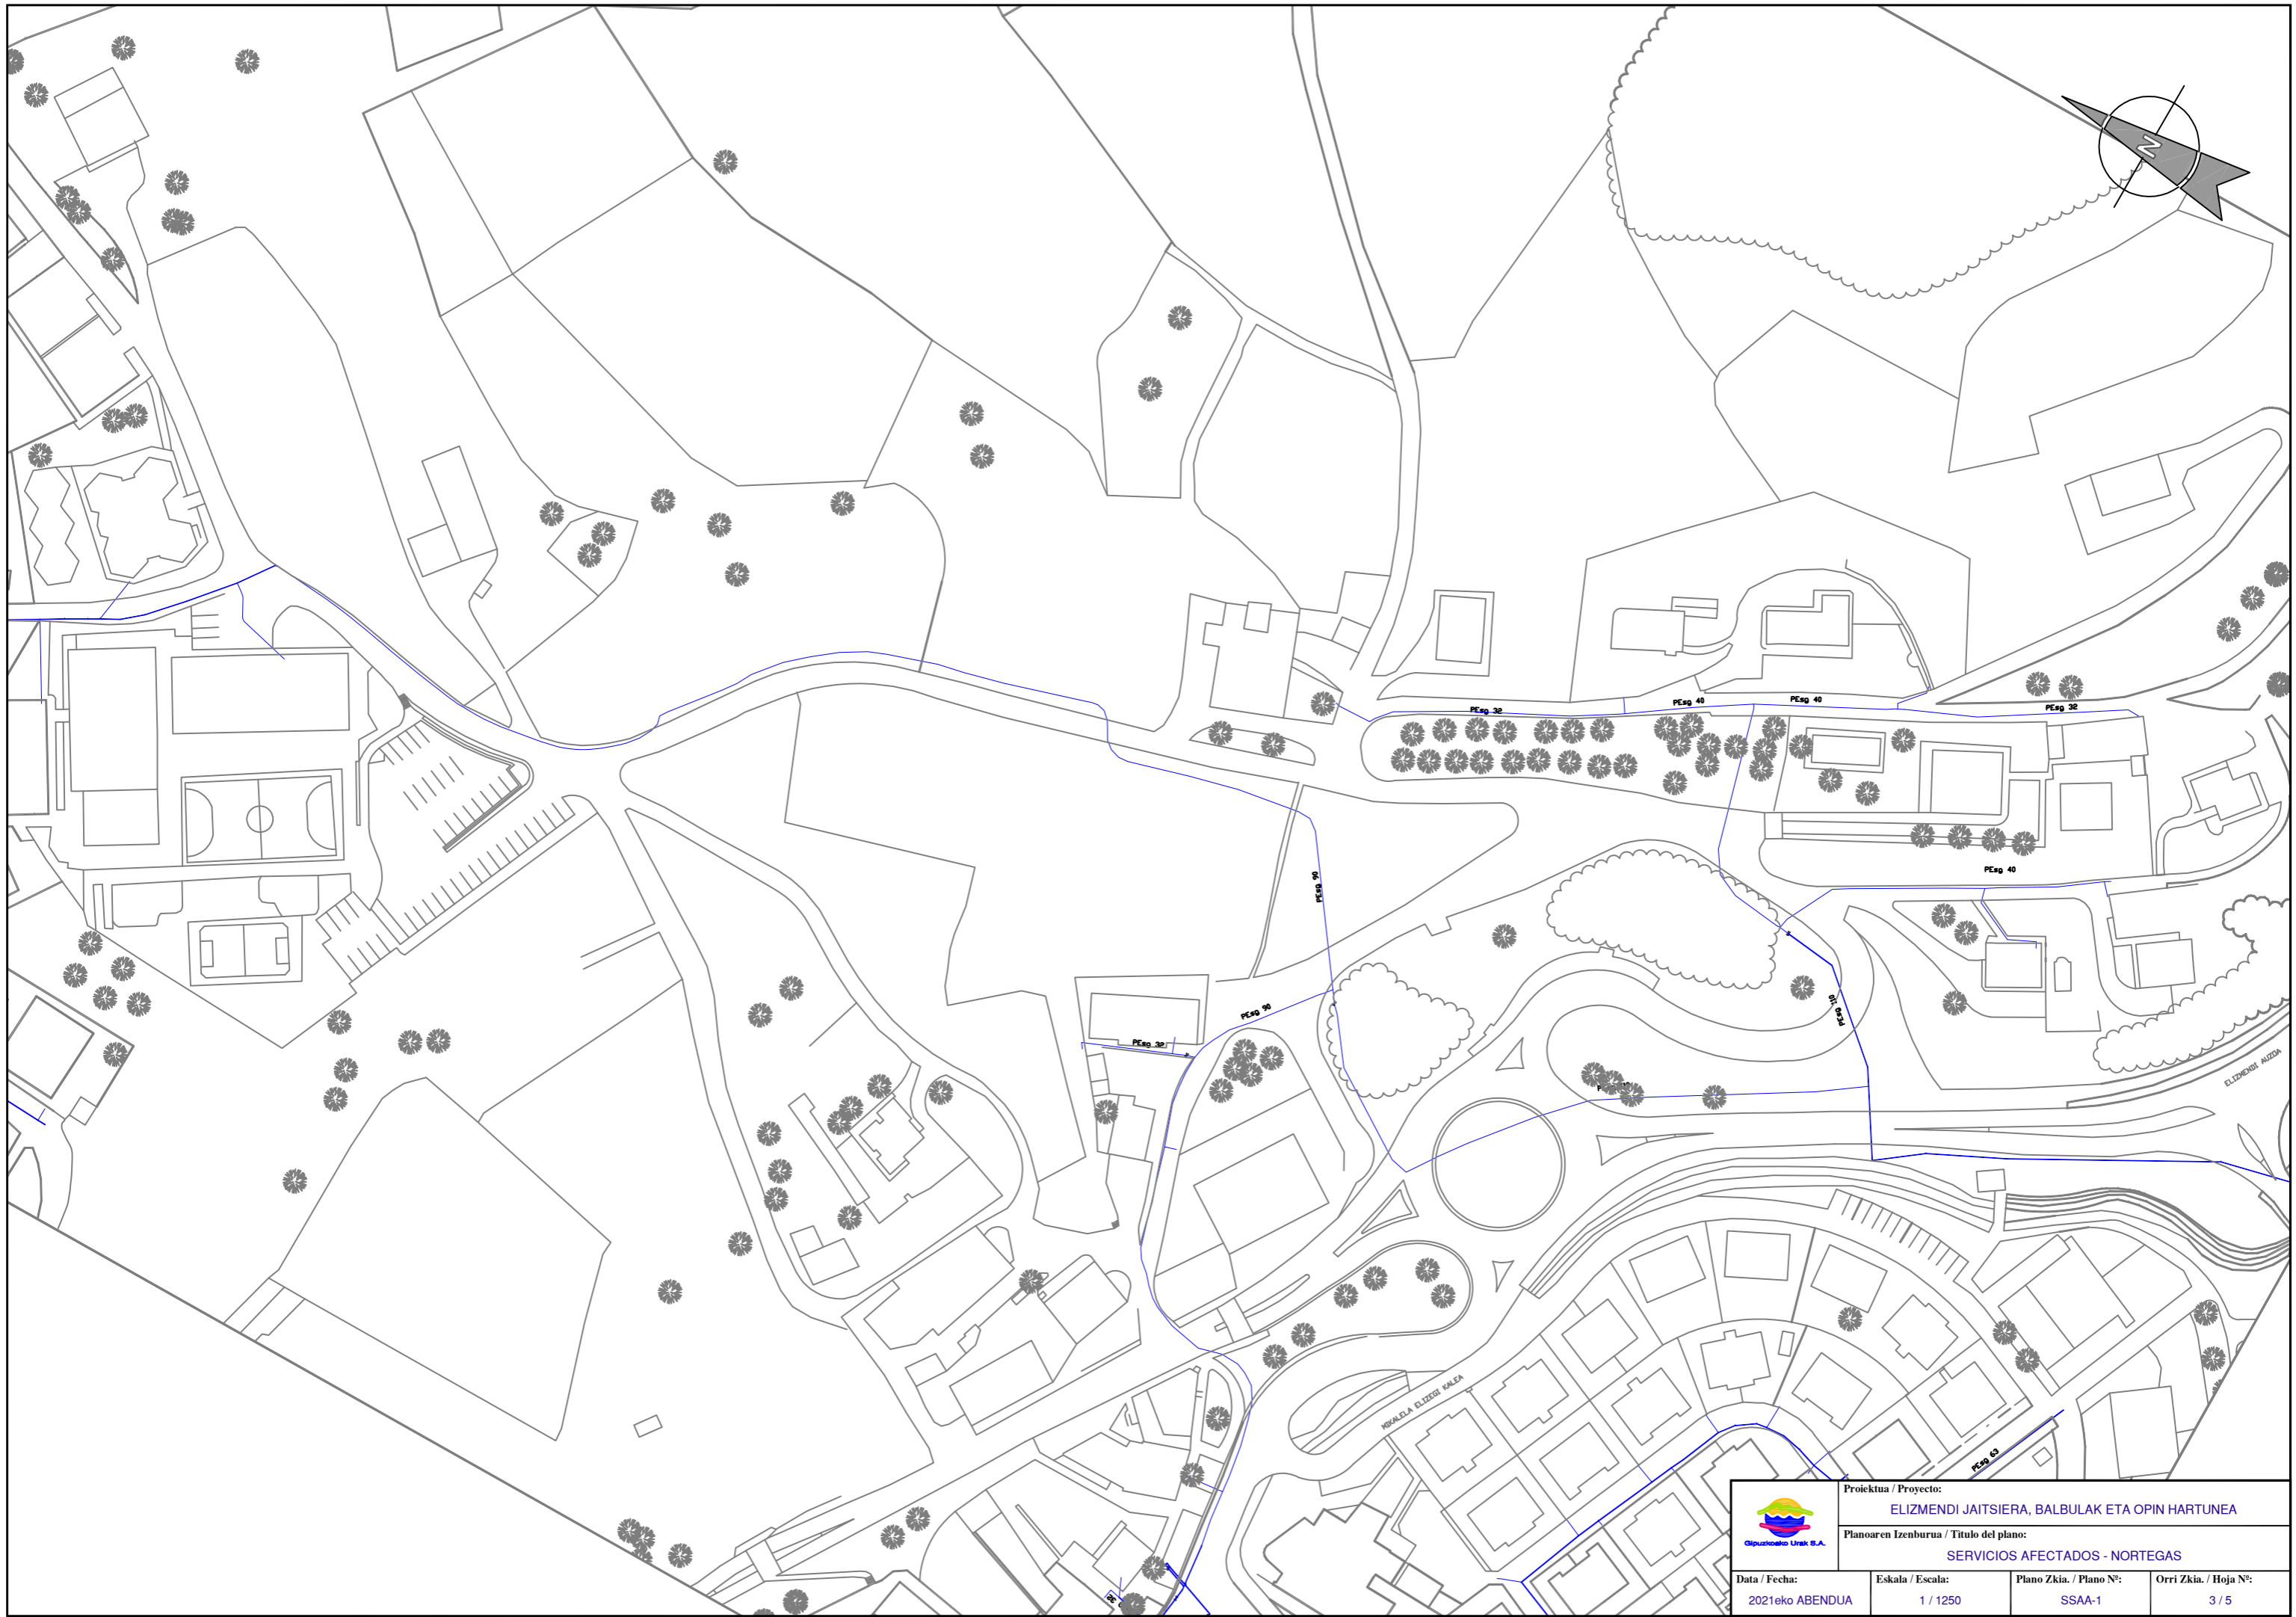 N
PEsg 32
PEsg 40
PEsg 40
PEsg 32
PEsg 40
PEsg 90
PEsg 90
PEsg 32
PEsg 110
ELIZMENDI AUZOA
MIKAELA ELIZEGI KALEA
PEsg 63
32
Gipuzkoako Urak S.A.
Proiektua / Proyecto:
ELIZMENDI JAITSIERA, BALBULAK ETA OPIN HARTUNEA
Planoaren Izenburua / Titulo del plano:
SERVICIOS AFECTADOS - NORTEGAS
Data / Fecha:
2021eko ABENDUA
Eskala / Escala:
1 / 1250
Plano Zkia. / Plano Nº:
SSAA-1
Orri Zkia. / Hoja Nº:
3 / 5